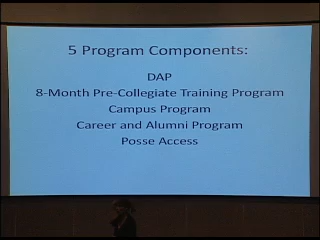 5 Program Components:
DAP
8-Month Pre-Collegiate Training Program
Campus Program
Career and Alumni Program
Posse Access